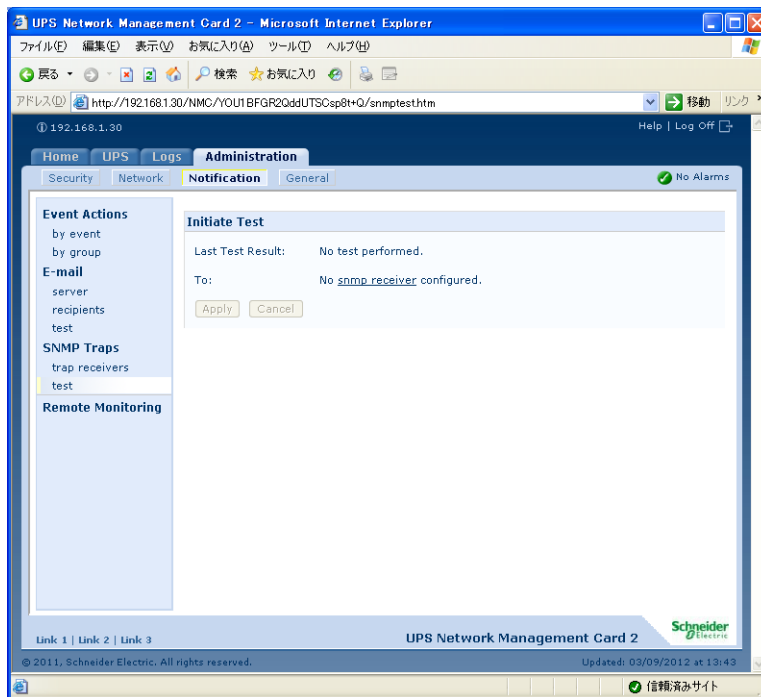 UPS Network Management Card 2 - Microsoft Internet Explorer
ファイル(F) 編集(E) 表示(V) お気に入り(A) ツール(T) ヘルプ(H)
戻る 検索 お気に入り
アドレス(D) http://192.168.1.30/NMC/YOU1BFGR2QddUTSCsp8t+Q/snmptest.htm 移動 リンク »
192.168.1.30 Help | Log Off
Home UPS Logs Administration
Security Network Notification General No Alarms
Event Actions
by event
by group
E-mail
server
recipients
test
SNMP Traps
trap receivers
test
Remote Monitoring
Initiate Test
Last Test Result: No test performed.
To: No snmp receiver configured.
Apply Cancel
Link 1 | Link 2 | Link 3 UPS Network Management Card 2 Schneider Electric
© 2011, Schneider Electric. All rights reserved. Updated: 03/09/2012 at 13:43
信頼済みサイト